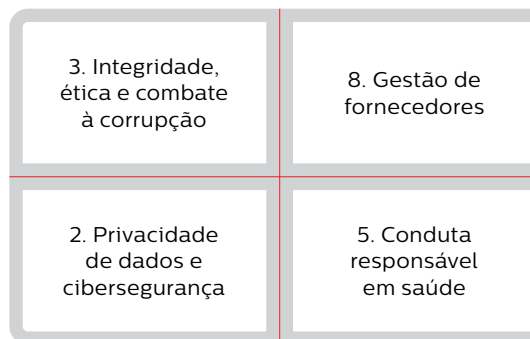 3. Integridade,
ética e combate
à corrupção
8. Gestão de
fornecedores
2. Privacidade
de dados e
cibersegurança
5. Conduta
responsável
em saúde